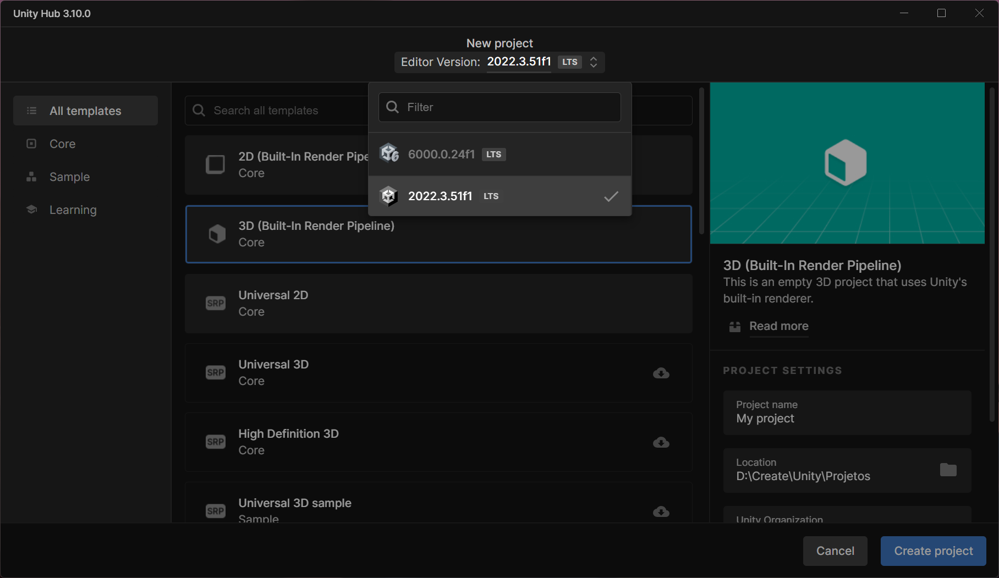 Unity Hub 3.10.0
New project
Editor Version: 2022.3.51f1 LTS
All templates
Core
Sample
Learning
Search all templates
Filter
6000.0.24f1 LTS
2022.3.51f1 LTS
2D (Built-In Render Pipe
Core
3D (Built-In Render Pipeline)
Core
SRP
Universal 2D
Core
SRP
Universal 3D
Core
SRP
High Definition 3D
Core
SRP
Universal 3D sample
Sample
3D (Built-In Render Pipeline)
This is an empty 3D project that uses Unity's
built-in renderer.
Read more
PROJECT SETTINGS
Project name
My project
Location
D:\Create\Unity\Projetos
Unity Organization
Cancel
Create project